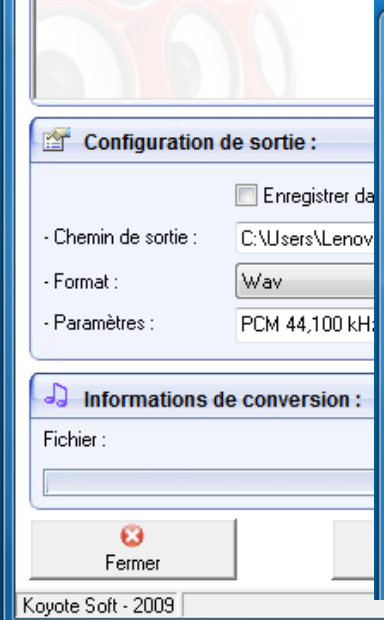 Configuration de sortie :
Enregistrer da
- Chemin de sortie :
C:\Users\Lenov
- Format :
Wav
- Paramètres :
PCM 44,100 kHz
Informations de conversion :
Fichier :
Fermer
Koyote Soft - 2009